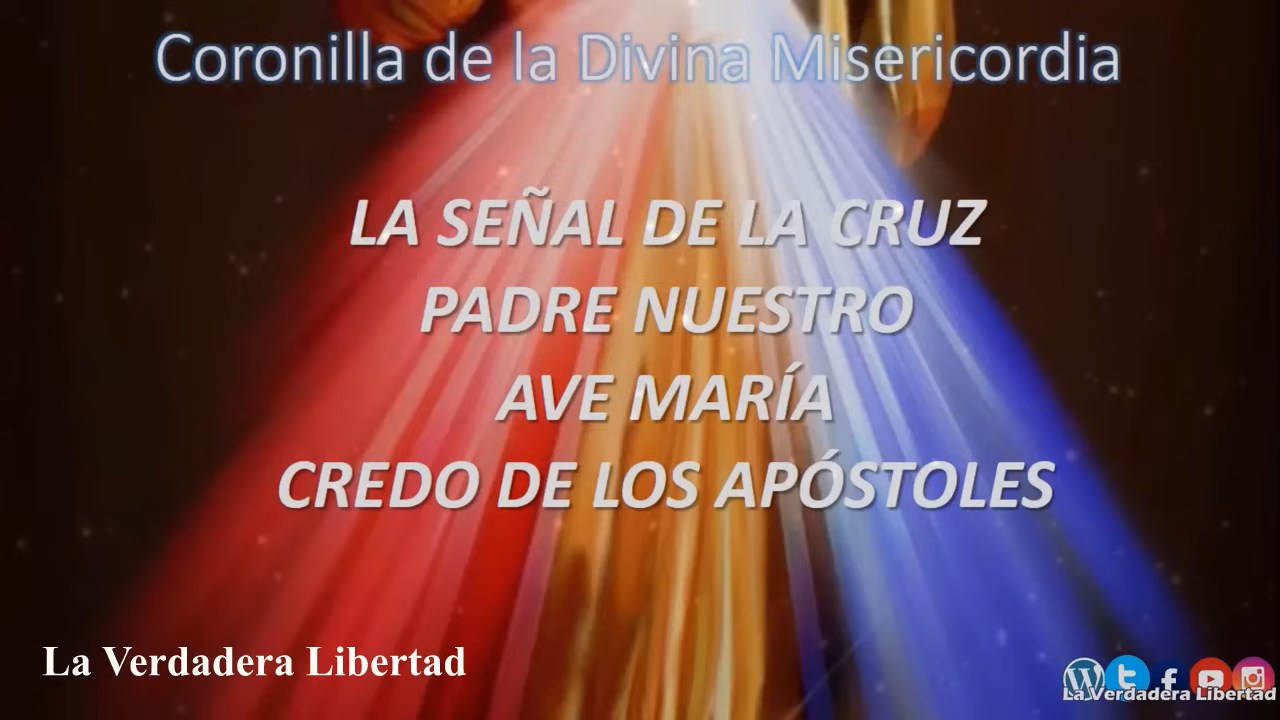 Coronilla de la Divina Misericordia
LA SEÑAL DE LA CRUZ
PADRE NUESTRO
AVE MARÍA
CREDO DE LOS APÓSTOLES
La Verdadera Libertad
La Verdadera Libertad